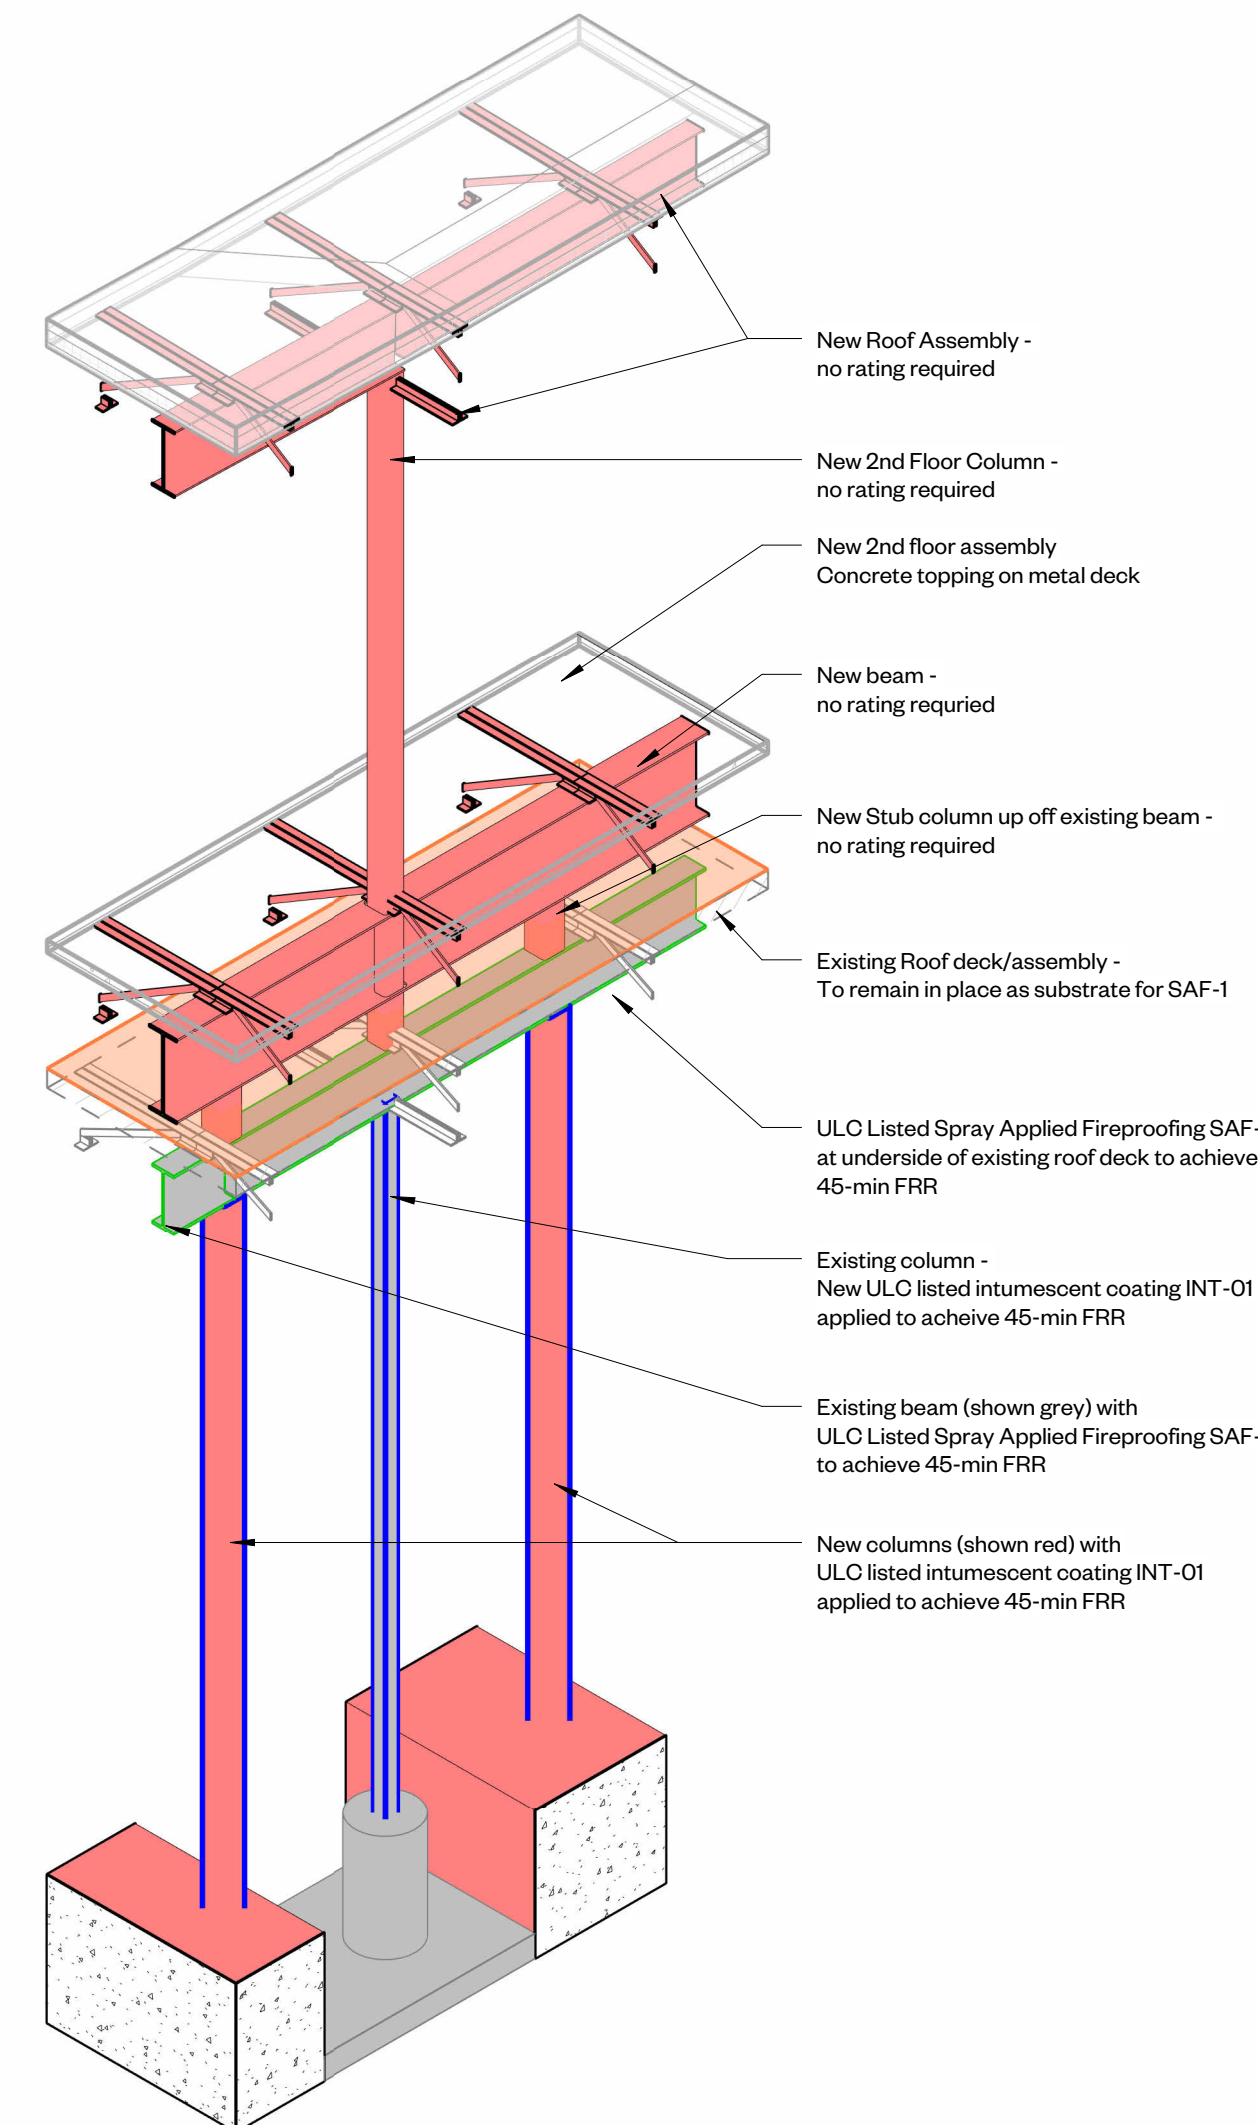 New Roof Assembly -
no rating required
New 2nd Floor Column -
no rating required
New 2nd floor assembly
Concrete topping on metal deck
New beam -
no rating requried
New Stub column up off existing beam -
no rating required
Existing Roof deck/assembly -
To remain in place as substrate for SAF-1
ULC Listed Spray Applied Fireproofing SAF-
at underside of existing roof deck to achieve
45-min FRR
Existing column -
New ULC listed intumescent coating INT-01
applied to acheive 45-min FRR
Existing beam (shown grey) with
ULC Listed Spray Applied Fireproofing SAF-
to achieve 45-min FRR
New columns (shown red) with
ULC listed intumescent coating INT-01
applied to achieve 45-min FRR